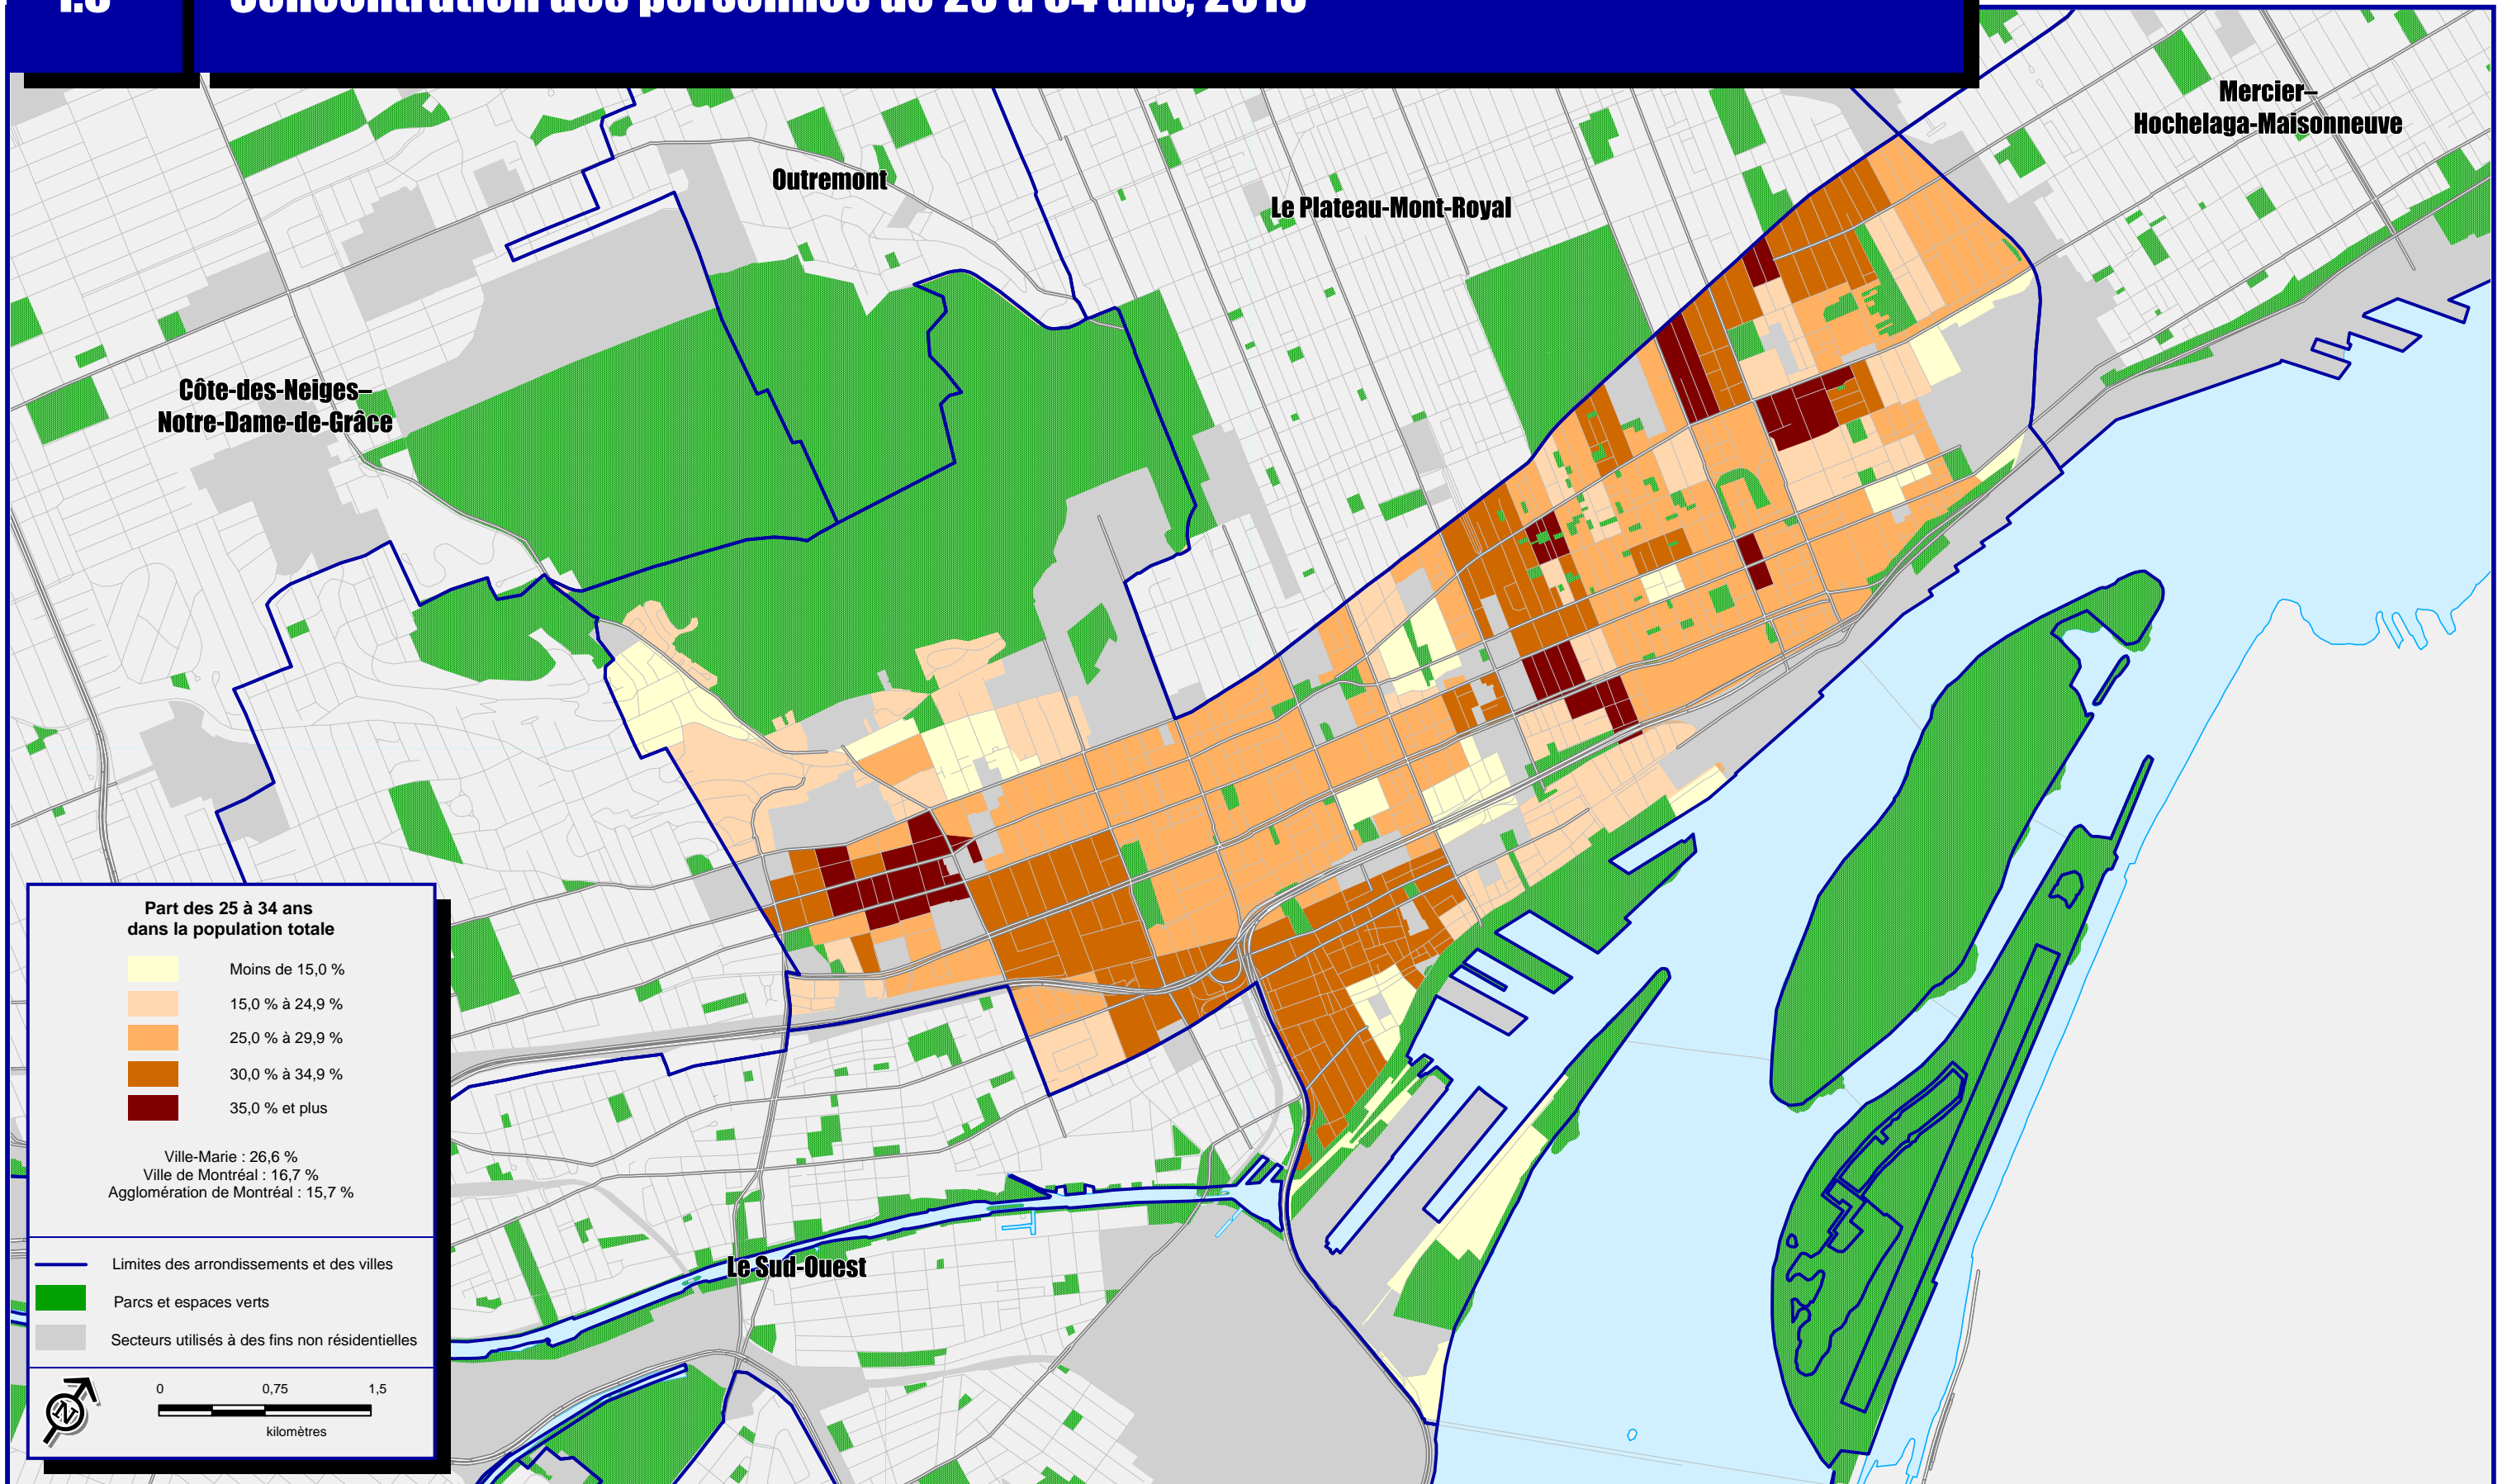 Mercier–
Hochelaga-Maisonneuve
Outremont
Le Plateau-Mont-Royal
Côte-des-Neiges–
Notre-Dame-de-Grâce
Le Sud-Ouest
Part des 25 à 34 ans
dans la population totale
Moins de 15,0 %
15,0 % à 24,9 %
25,0 % à 29,9 %
30,0 % à 34,9 %
35,0 % et plus
Ville-Marie : 26,6 %
Ville de Montréal : 16,7 %
Agglomération de Montréal : 15,7 %
Limites des arrondissements et des villes
Parcs et espaces verts
Secteurs utilisés à des fins non résidentielles
N
0 0,75 1,5
kilomètres